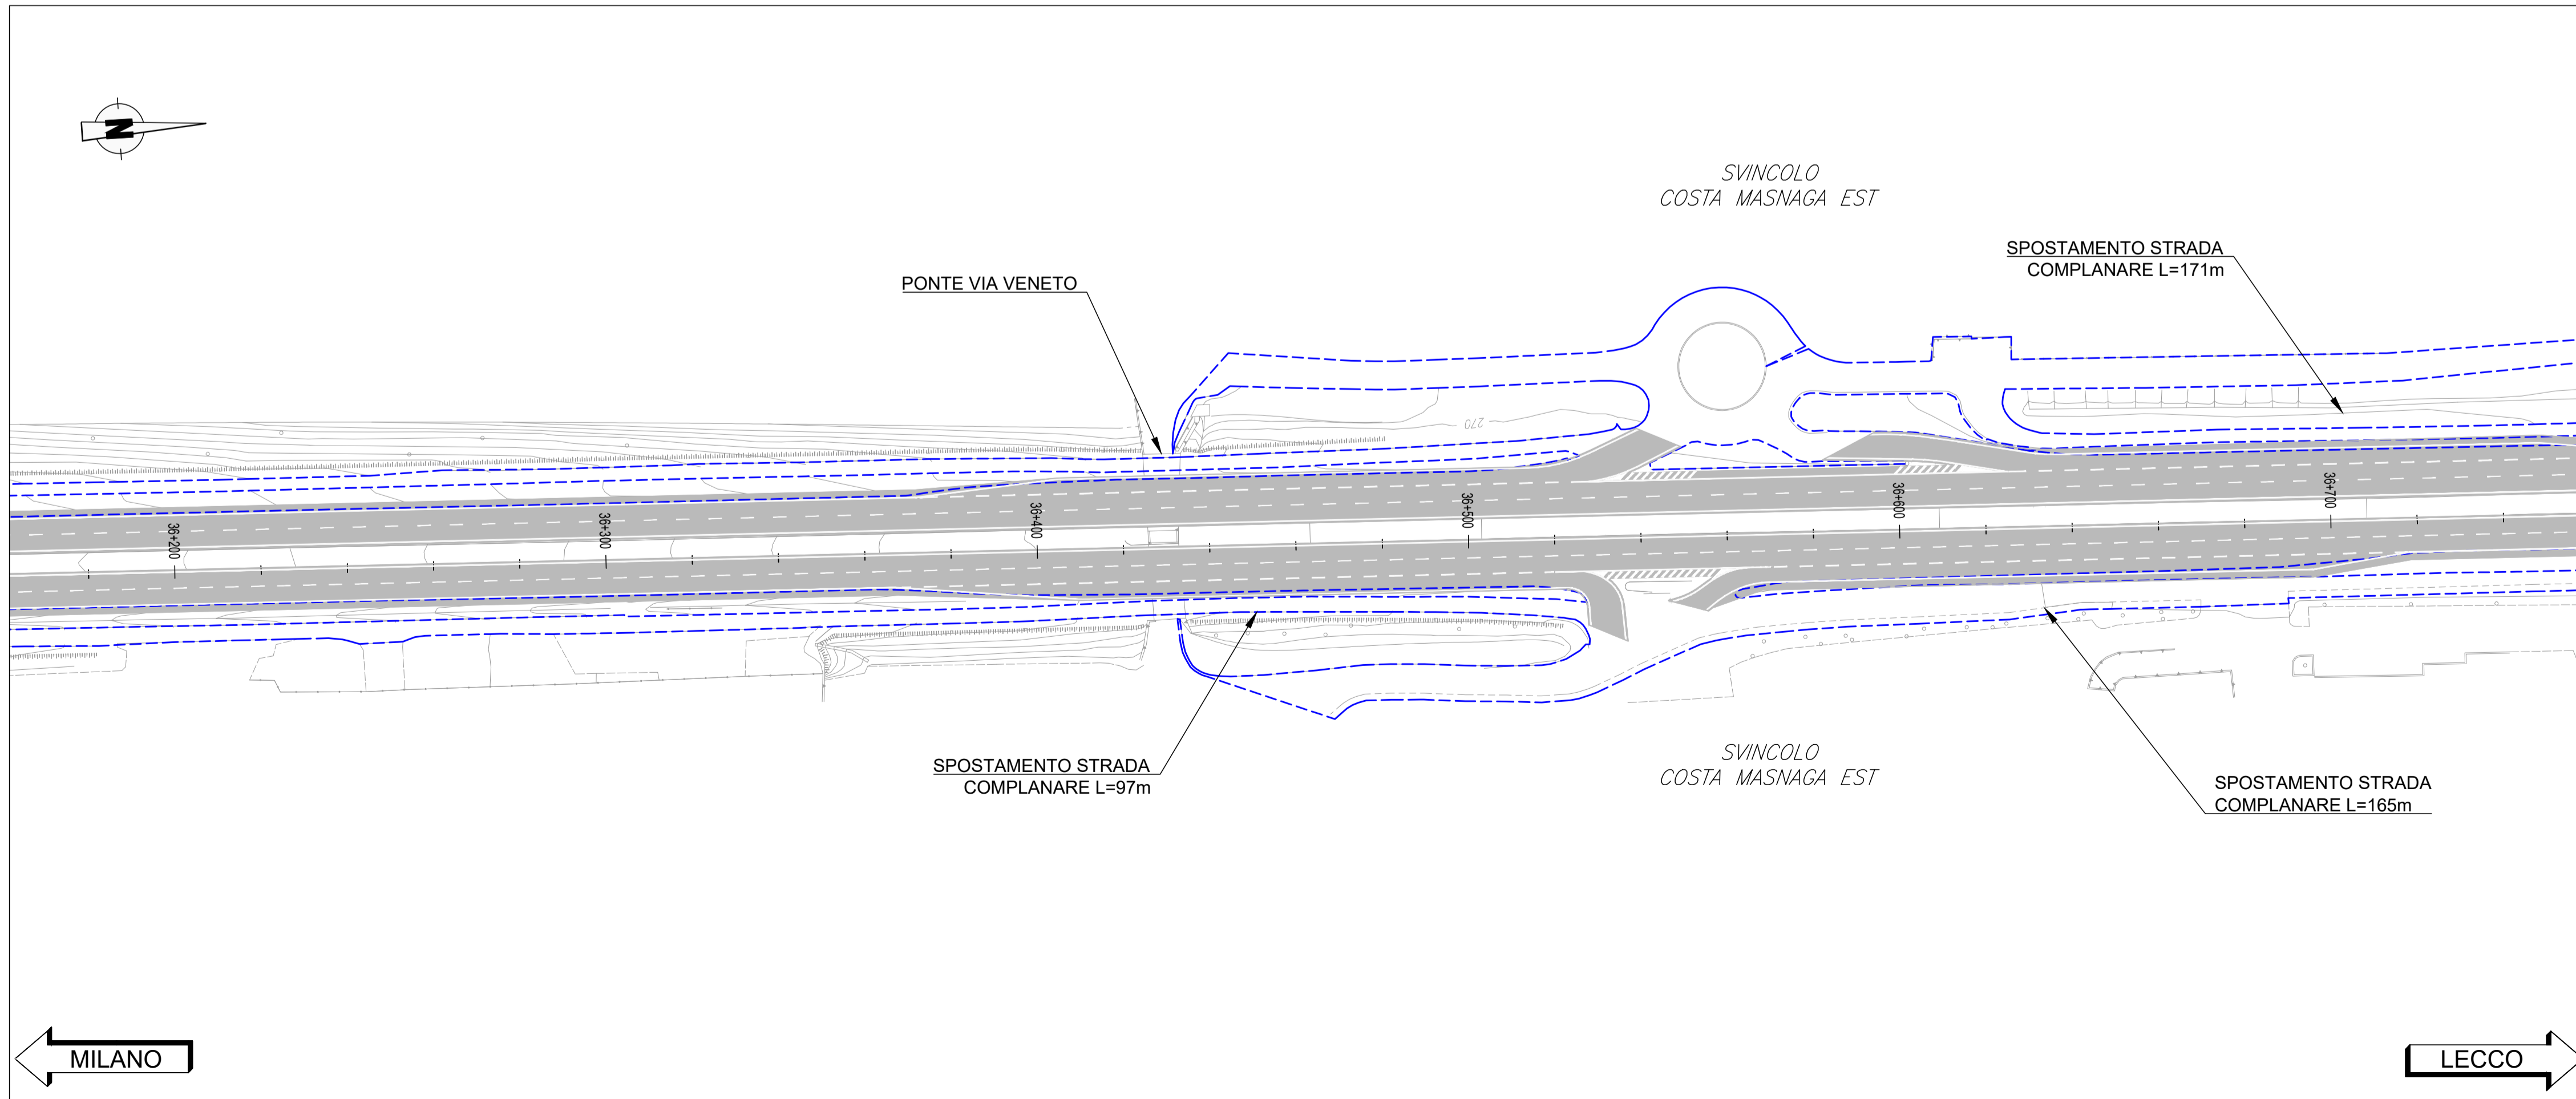 N
SVINCOLO
COSTA MASNAGA EST
SPOSTAMENTO STRADA
COMPLANARE L=171m
PONTE VIA VENETO
270
36+200
36+300
36+400
36+500
36+600
36+700
SPOSTAMENTO STRADA
COMPLANARE L=97m
SVINCOLO
COSTA MASNAGA EST
SPOSTAMENTO STRADA
COMPLANARE L=165m
MILANO
LECCO